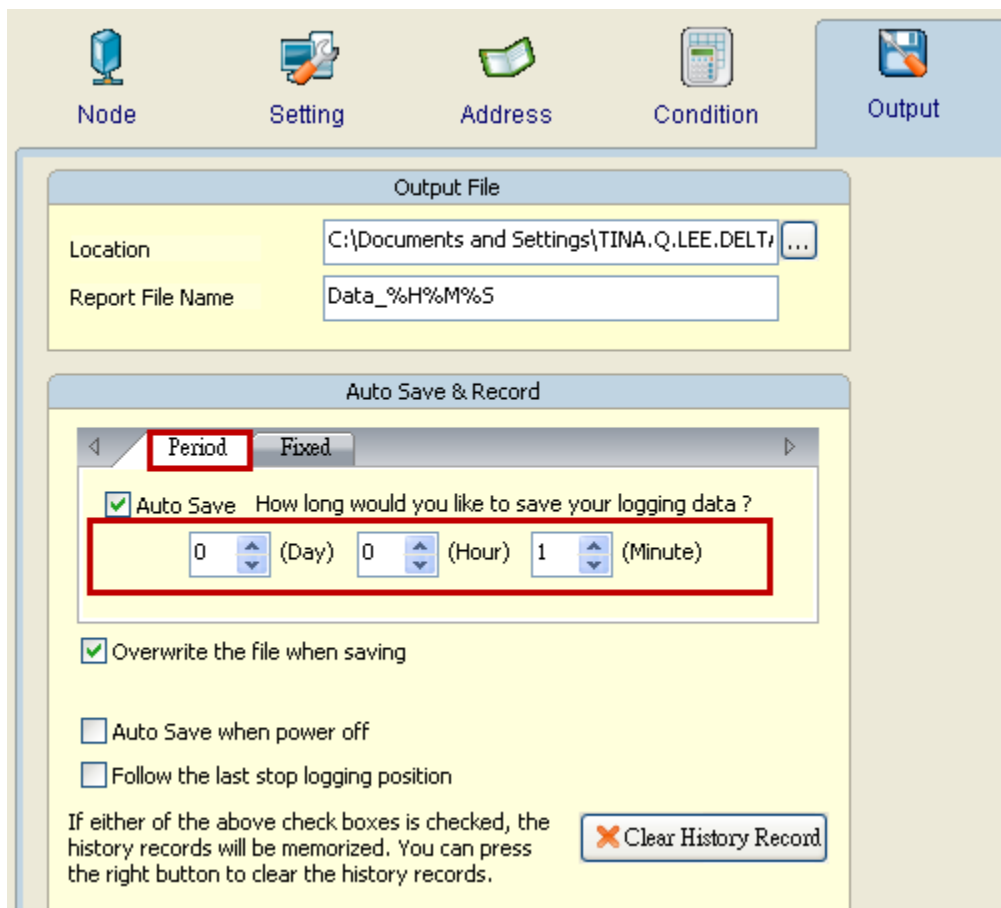 Node Setting Address Condition Output
Output File
Location C:\Documents and Settings\TINA.Q.LEE.DELTA ...
Report File Name Data_%H%M%S
Auto Save & Record
Period Fixed
Auto Save How long would you like to save your logging data ?
0 (Day) 0 (Hour) 1 (Minute)
Overwrite the file when saving
Auto Save when power off
Follow the last stop logging position
If either of the above check boxes is checked, the
history records will be memorized. You can press
the right button to clear the history records.
Clear History Record